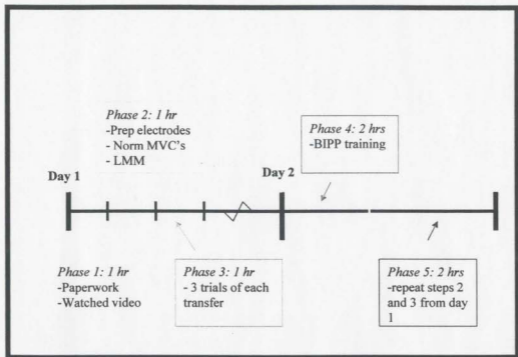 Phase 2: 1 hr
-Prep electrodes
- Norm MVC's
- LMM
Phase 4: 2 hrs
-BIPP training
Day 1
Day 2
Phase 1: 1 hr
- Paperwork
- Watched video
Phase 3: 1 hr
- 3 trials of each
transfer
Phase 5: 2 hrs
-repeat steps 2
and 3 from day
1